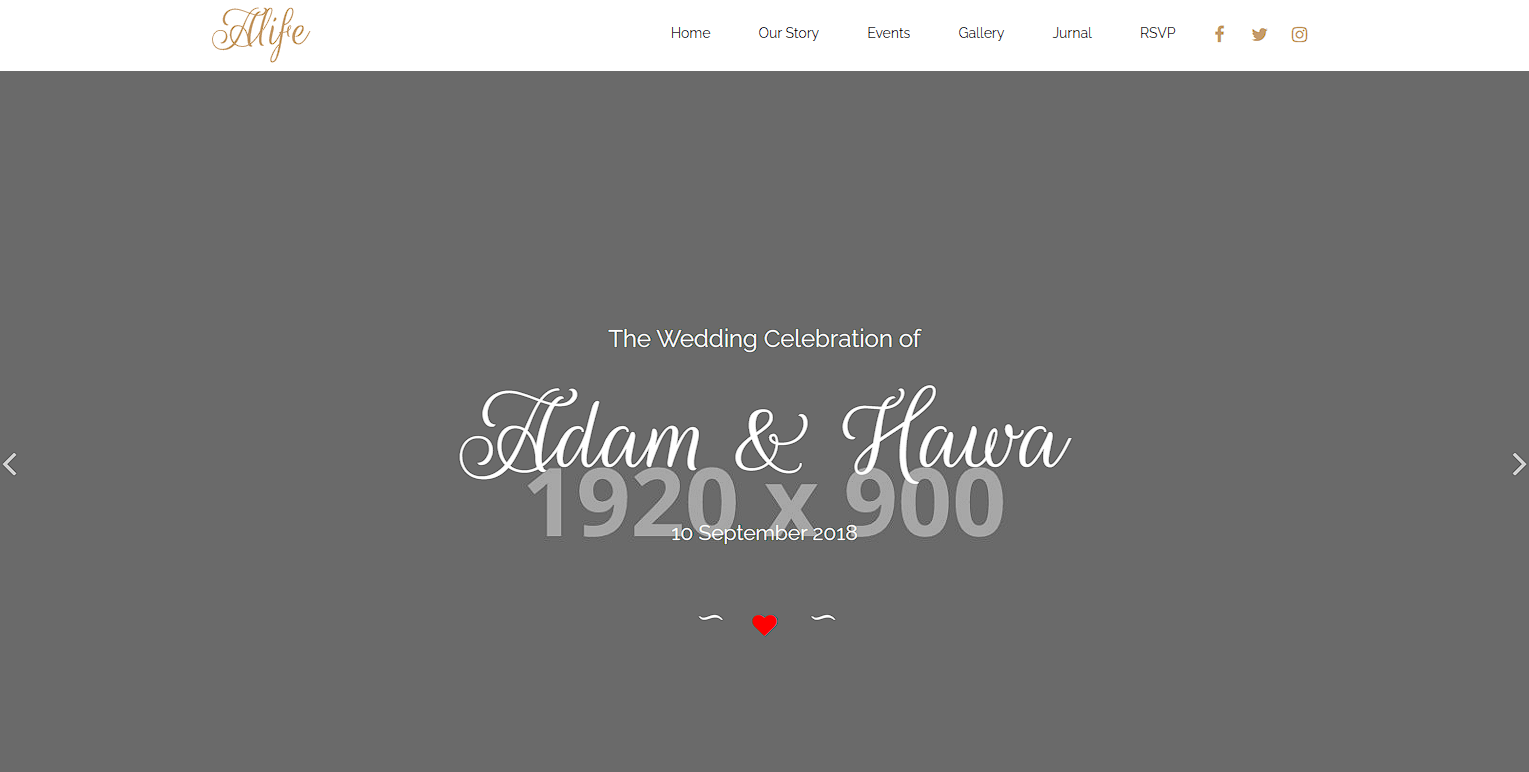 Alife
Home Our Story Events Gallery Jurnal RSVP
The Wedding Celebration of
Adam & Hawa
1920 x 900
10 September 2018